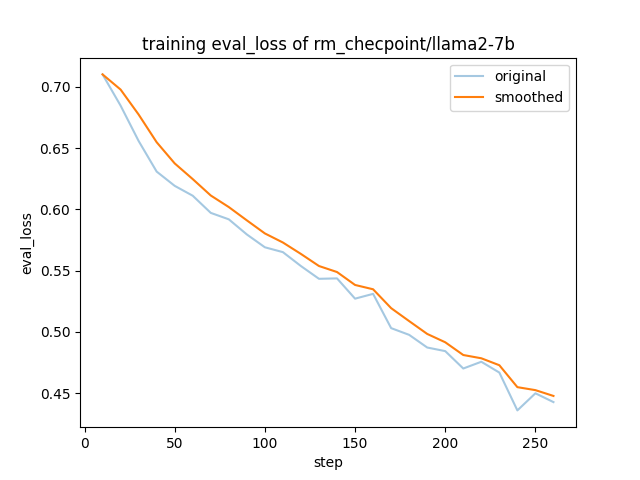 training eval_loss of rm_checpoint/llama2-7b
original
smoothed
eval_loss
0.70
0.65
0.60
0.55
0.50
0.45
0
50
100
150
200
250
step